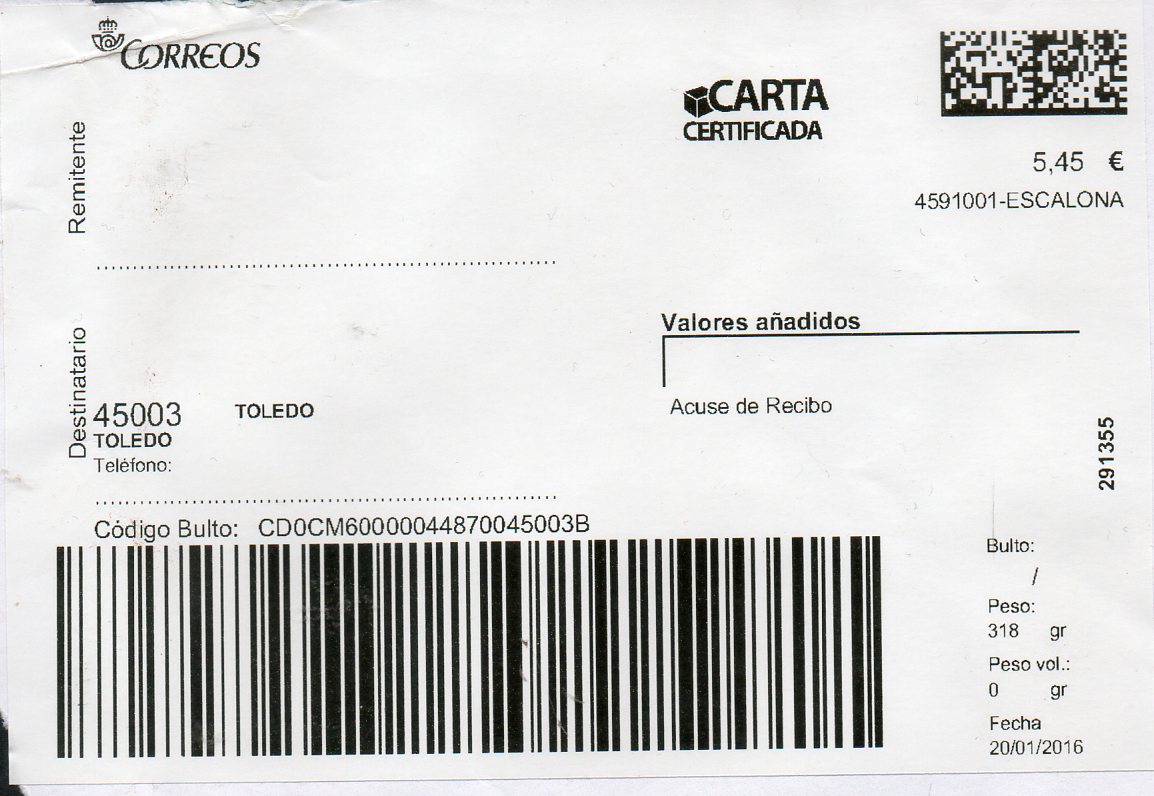 CORREOS
CARTA
CERTIFICADA
5,45 €
4591001-ESCALONA
Remitente
Valores añadidos
Acuse de Recibo
Destinatario
45003 TOLEDO
TOLEDO
Teléfono:
291355
Código Bulto: CD0CM60000044870045003B
Bulto:
/
Peso:
318 gr
Peso vol.:
0 gr
Fecha
20/01/2016